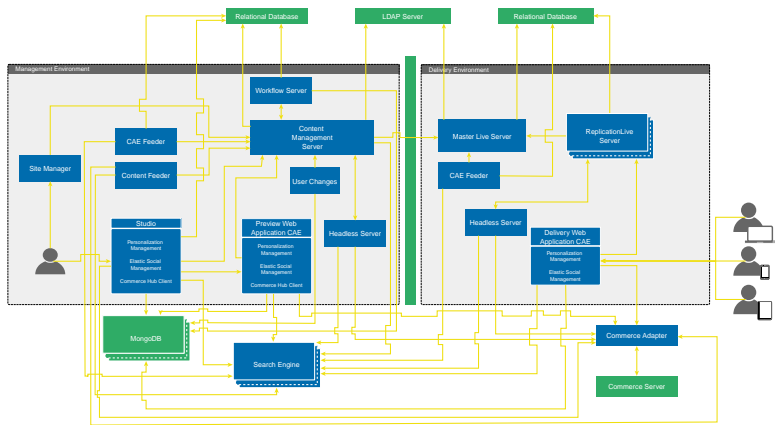 Relational Database
LDAP Server
Relational Database
Management Environment
Delivery Environment
Workflow Server
Content
Management
Server
CAE Feeder
Master Live Server
ReplicationLive
Server
Site Manager
Content Feeder
User Changes
CAE Feeder
Studio
Personalization
Management
Elastic Social
Management
Commerce Hub Client
Preview Web
Application CAE
Personalization
Management
Elastic Social
Management
Commerce Hub Client
Headless Server
Headless Server
Delivery Web
Application CAE
Personalization
Management
Elastic Social
Management
MongoDB
Search Engine
Commerce Adapter
Commerce Server